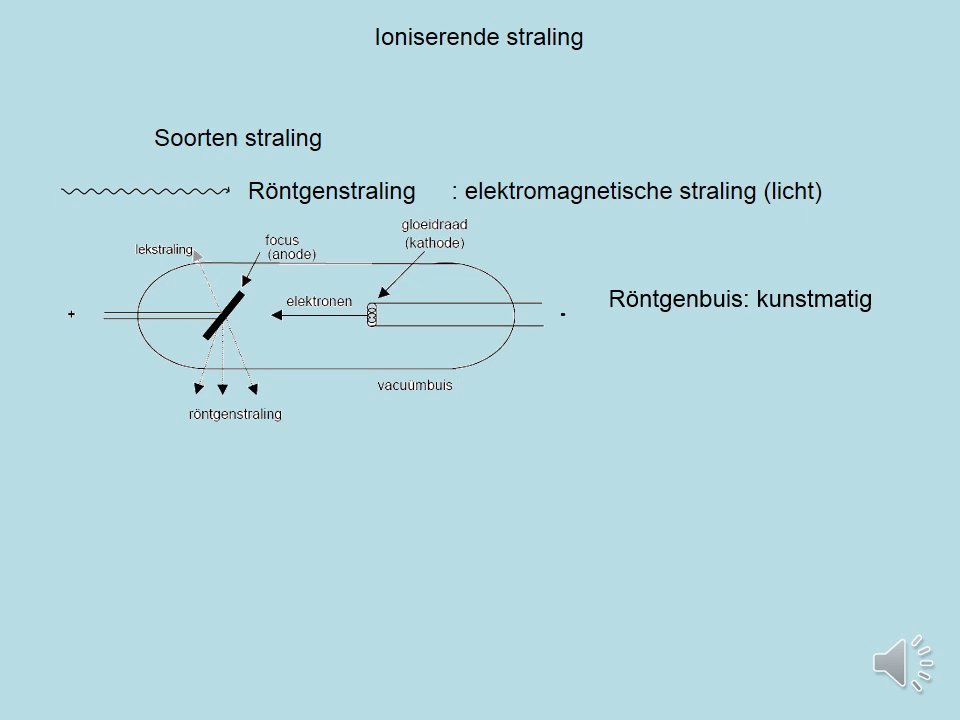 Ioniserende straling
Soorten straling
Röntgenstraling : elektromagnetische straling (licht)
gloeidraad
(kathode)
focus
(anode)
lekstraling
elektronen
Röntgenbuis: kunstmatig
+
-
vacuümbuis
röntgenstraling